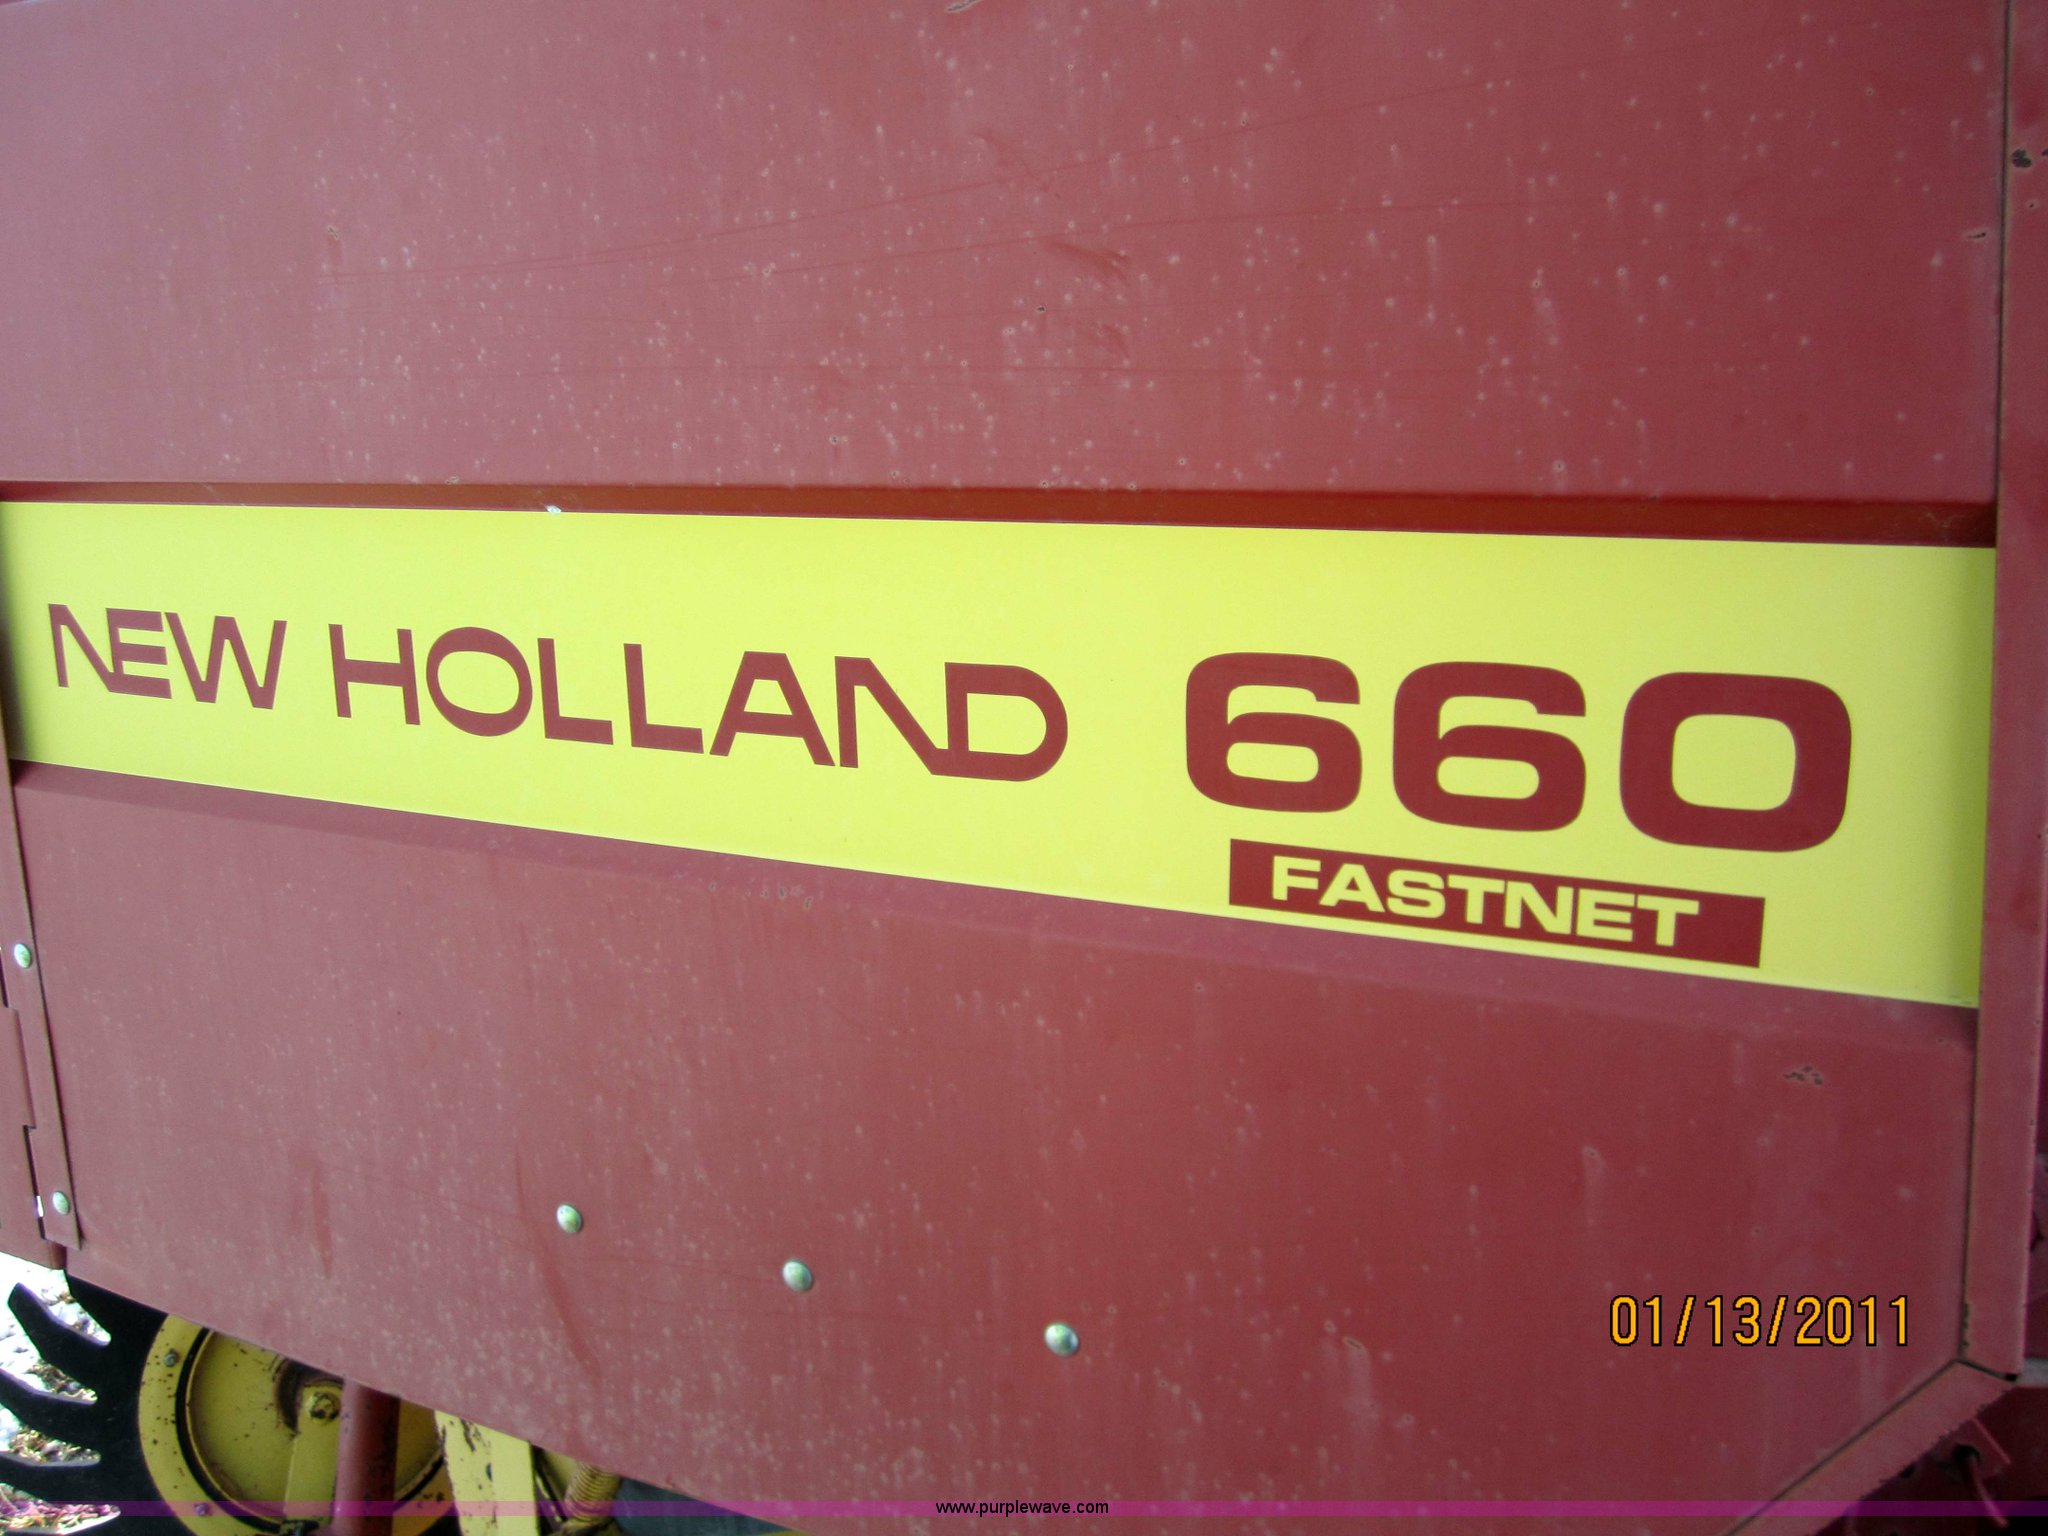 NEW HOLLAND 660
FASTNET
01/13/2011
www.purplewave.com